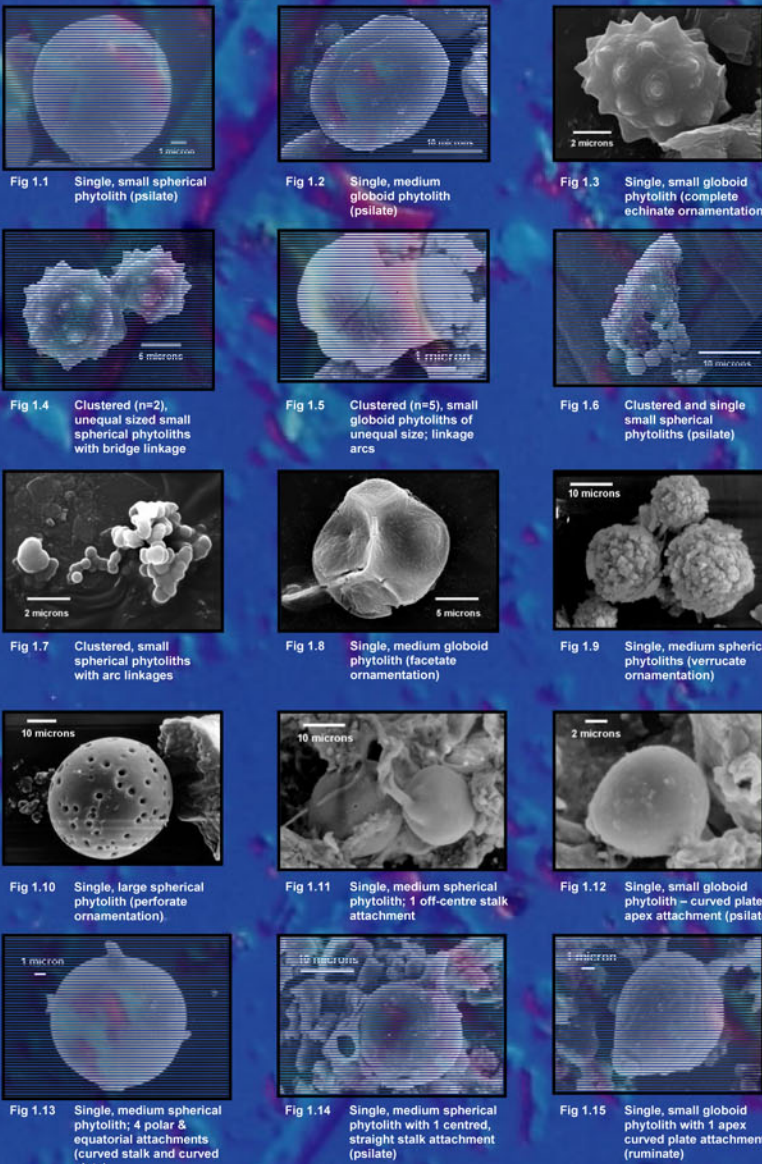 1 micron
10 microns
2 microns
Fig 1.1 Single, small spherical
phytolith (psilate)
Fig 1.2 Single, medium
globoid phytolith
(psilate)
Fig 1.3 Single, small globoid
phytolith (complete
echinate ornamentation
5 microns
1 micron
10 microns
Fig 1.4 Clustered (n=2),
unequal sized small
spherical phytoliths
with bridge linkage
Fig 1.5 Clustered (n=5), small
globoid phytoliths of
unequal size; linkage
arcs
Fig 1.6 Clustered and single
small spherical
phytoliths (psilate)
2 microns
5 microns
10 microns
Fig 1.7 Clustered, small
spherical phytoliths
with arc linkages
Fig 1.8 Single, medium globoid
phytolith (facetate
ornamentation)
Fig 1.9 Single, medium spheric
phytoliths (verrucate
ornamentation)
10 microns
10 microns
2 microns
Fig 1.10 Single, large spherical
phytolith (perforate
ornamentation)
Fig 1.11 Single, medium spherical
phytolith; 1 off-centre stalk
attachment
Fig 1.12 Single, small globoid
phytolith – curved plate
apex attachment (psilat
1 micron
10 microns
1 micron
Fig 1.13 Single, medium spherical
phytolith; 4 polar &
equatorial attachments
(curved stalk and curved
Fig 1.14 Single, medium spherical
phytolith with 1 centred,
straight stalk attachment
(psilate)
Fig 1.15 Single, small globoid
phytolith with 1 apex
curved plate attachment
(ruminate)